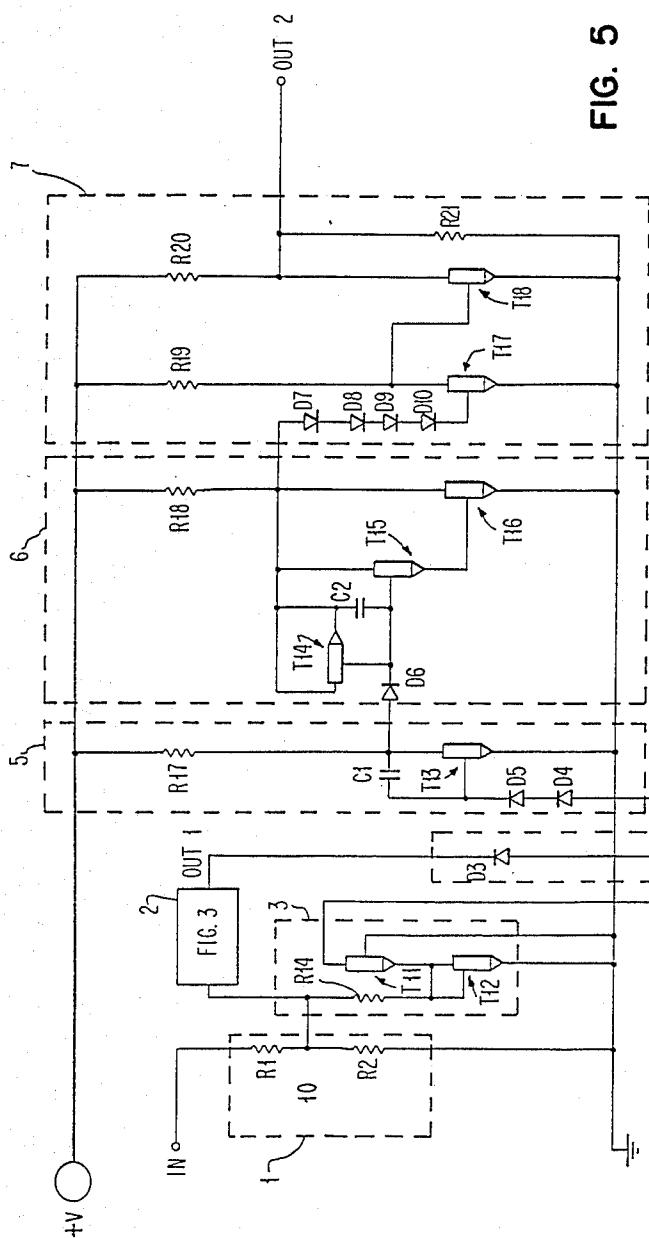 +V
IN
1
R1
10
R2
2
FIG. 3
OUT 1
3
R14
T11
T12
D3
5
R17
C1
T13
D5
D4
6
R18
T14
C2
D6
T15
T16
7
R19
R20
D7
D8
D9
D10
T17
T18
R21
OUT 2
FIG. 5